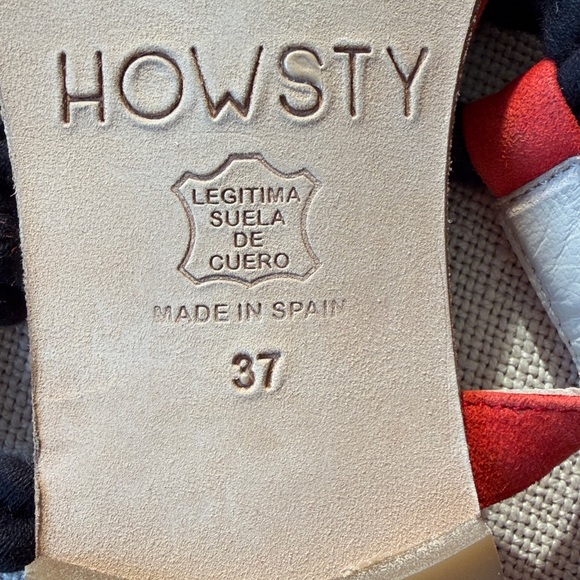 HOWSTY
LEGITIMA
SUELA
DE
CUERO
MADE IN SPAIN
37